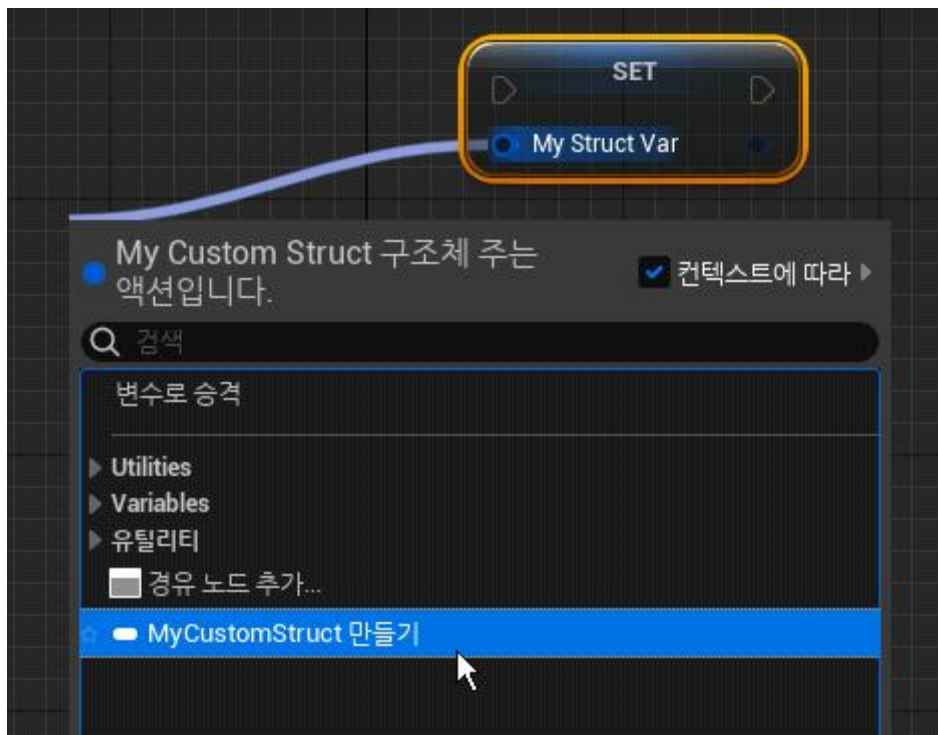 SET
My Struct Var
My Custom Struct 구조체 주는
액션입니다.
컨텍스트에 따라
검색
변수로 승격
Utilities
Variables
유틸리티
경유 노드 추가...
MyCustomStruct 만들기